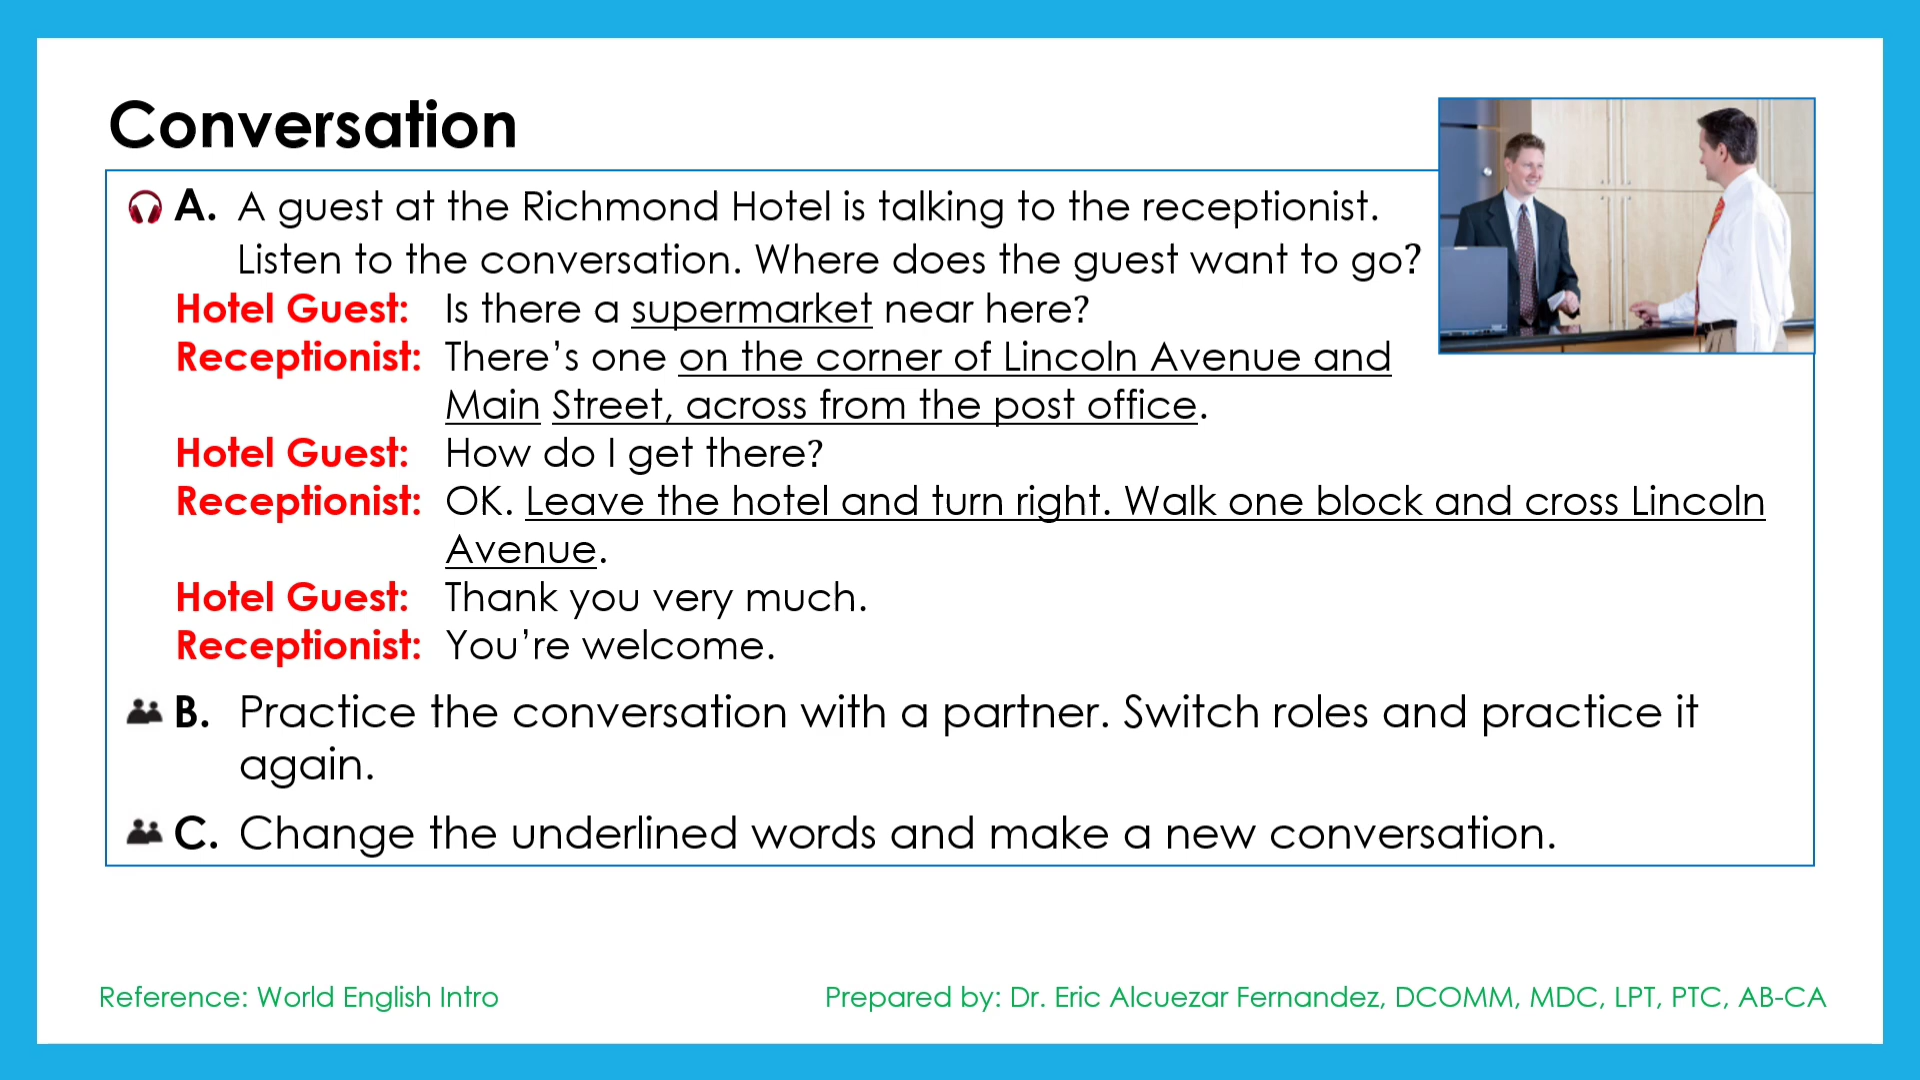 Conversation
A. A guest at the Richmond Hotel is talking to the receptionist.
Listen to the conversation. Where does the guest want to go?
Hotel Guest: Is there a supermarket near here?
Receptionist: There’s one on the corner of Lincoln Avenue and
Main Street, across from the post office.
Hotel Guest: How do I get there?
Receptionist: OK. Leave the hotel and turn right. Walk one block and cross Lincoln
Avenue.
Hotel Guest: Thank you very much.
Receptionist: You’re welcome.
B. Practice the conversation with a partner. Switch roles and practice it
again.
C. Change the underlined words and make a new conversation.
Reference: World English Intro
Prepared by: Dr. Eric Alcuezar Fernandez, DCOMM, MDC, LPT, PTC, AB-CA